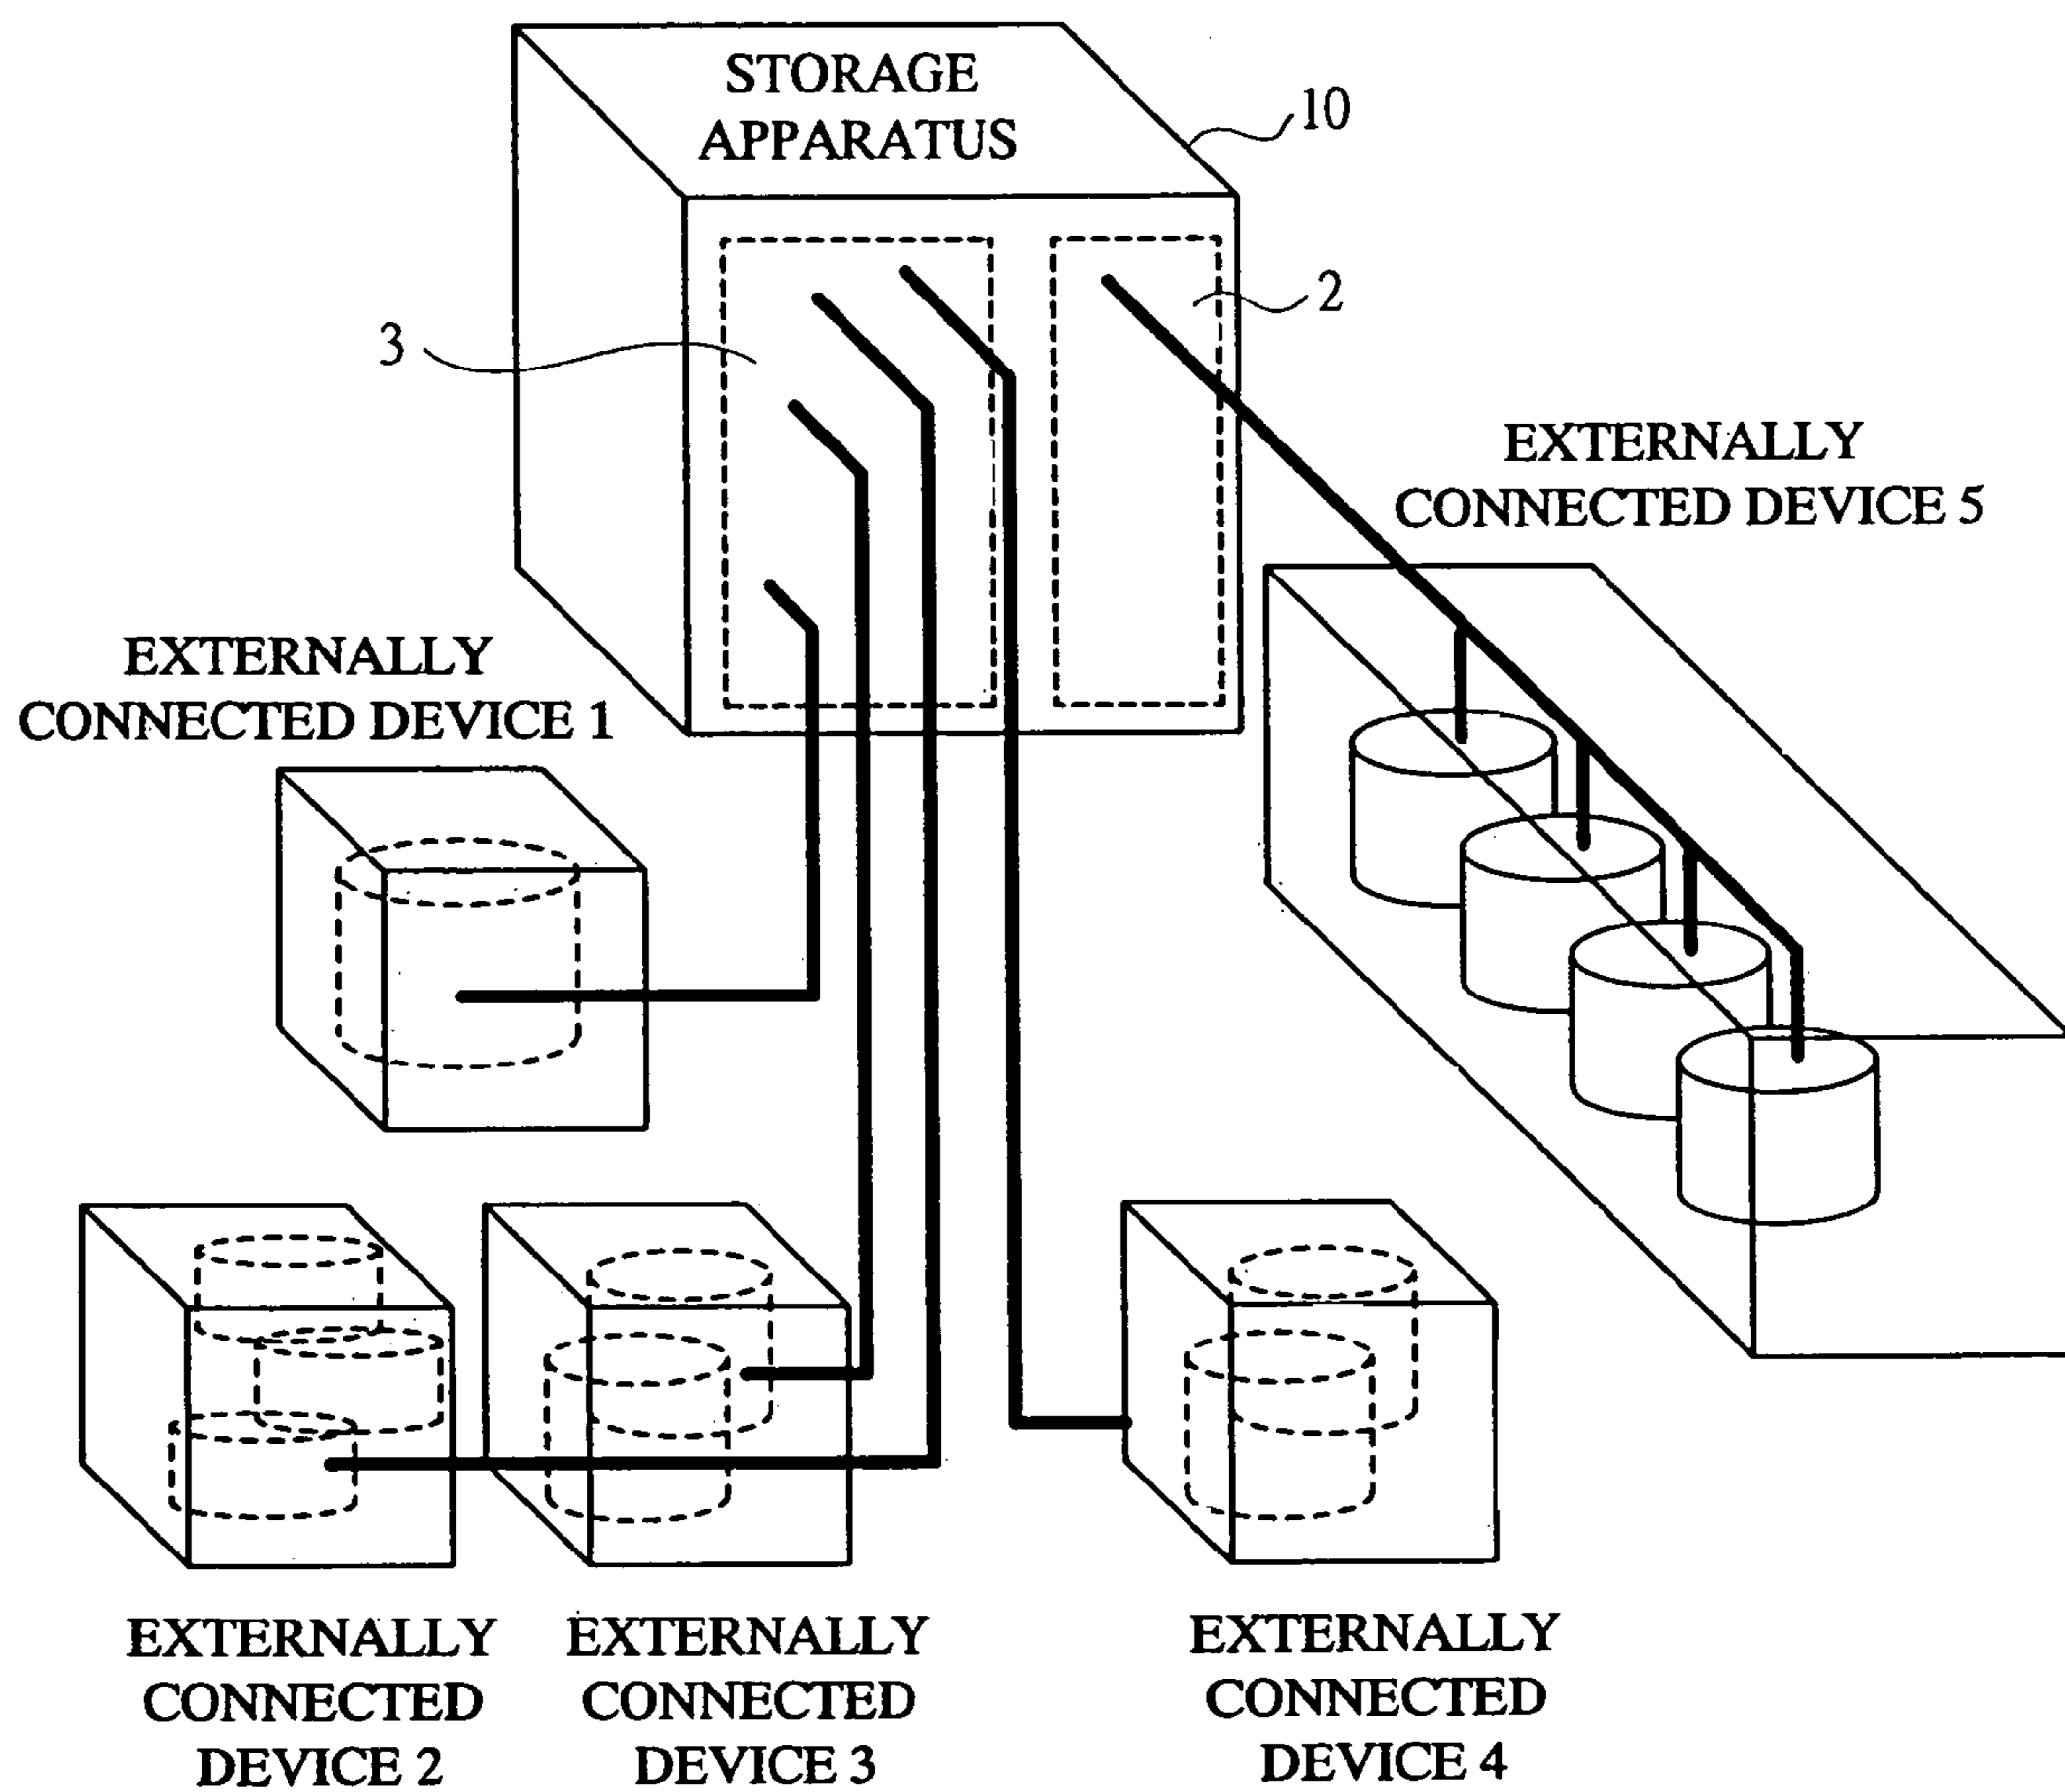 STORAGE
APPARATUS
10
2
3
EXTERNALLY
CONNECTED DEVICE 5
EXTERNALLY
CONNECTED DEVICE 1
EXTERNALLY
CONNECTED
DEVICE 2
EXTERNALLY
CONNECTED
DEVICE 3
EXTERNALLY
CONNECTED
DEVICE 4